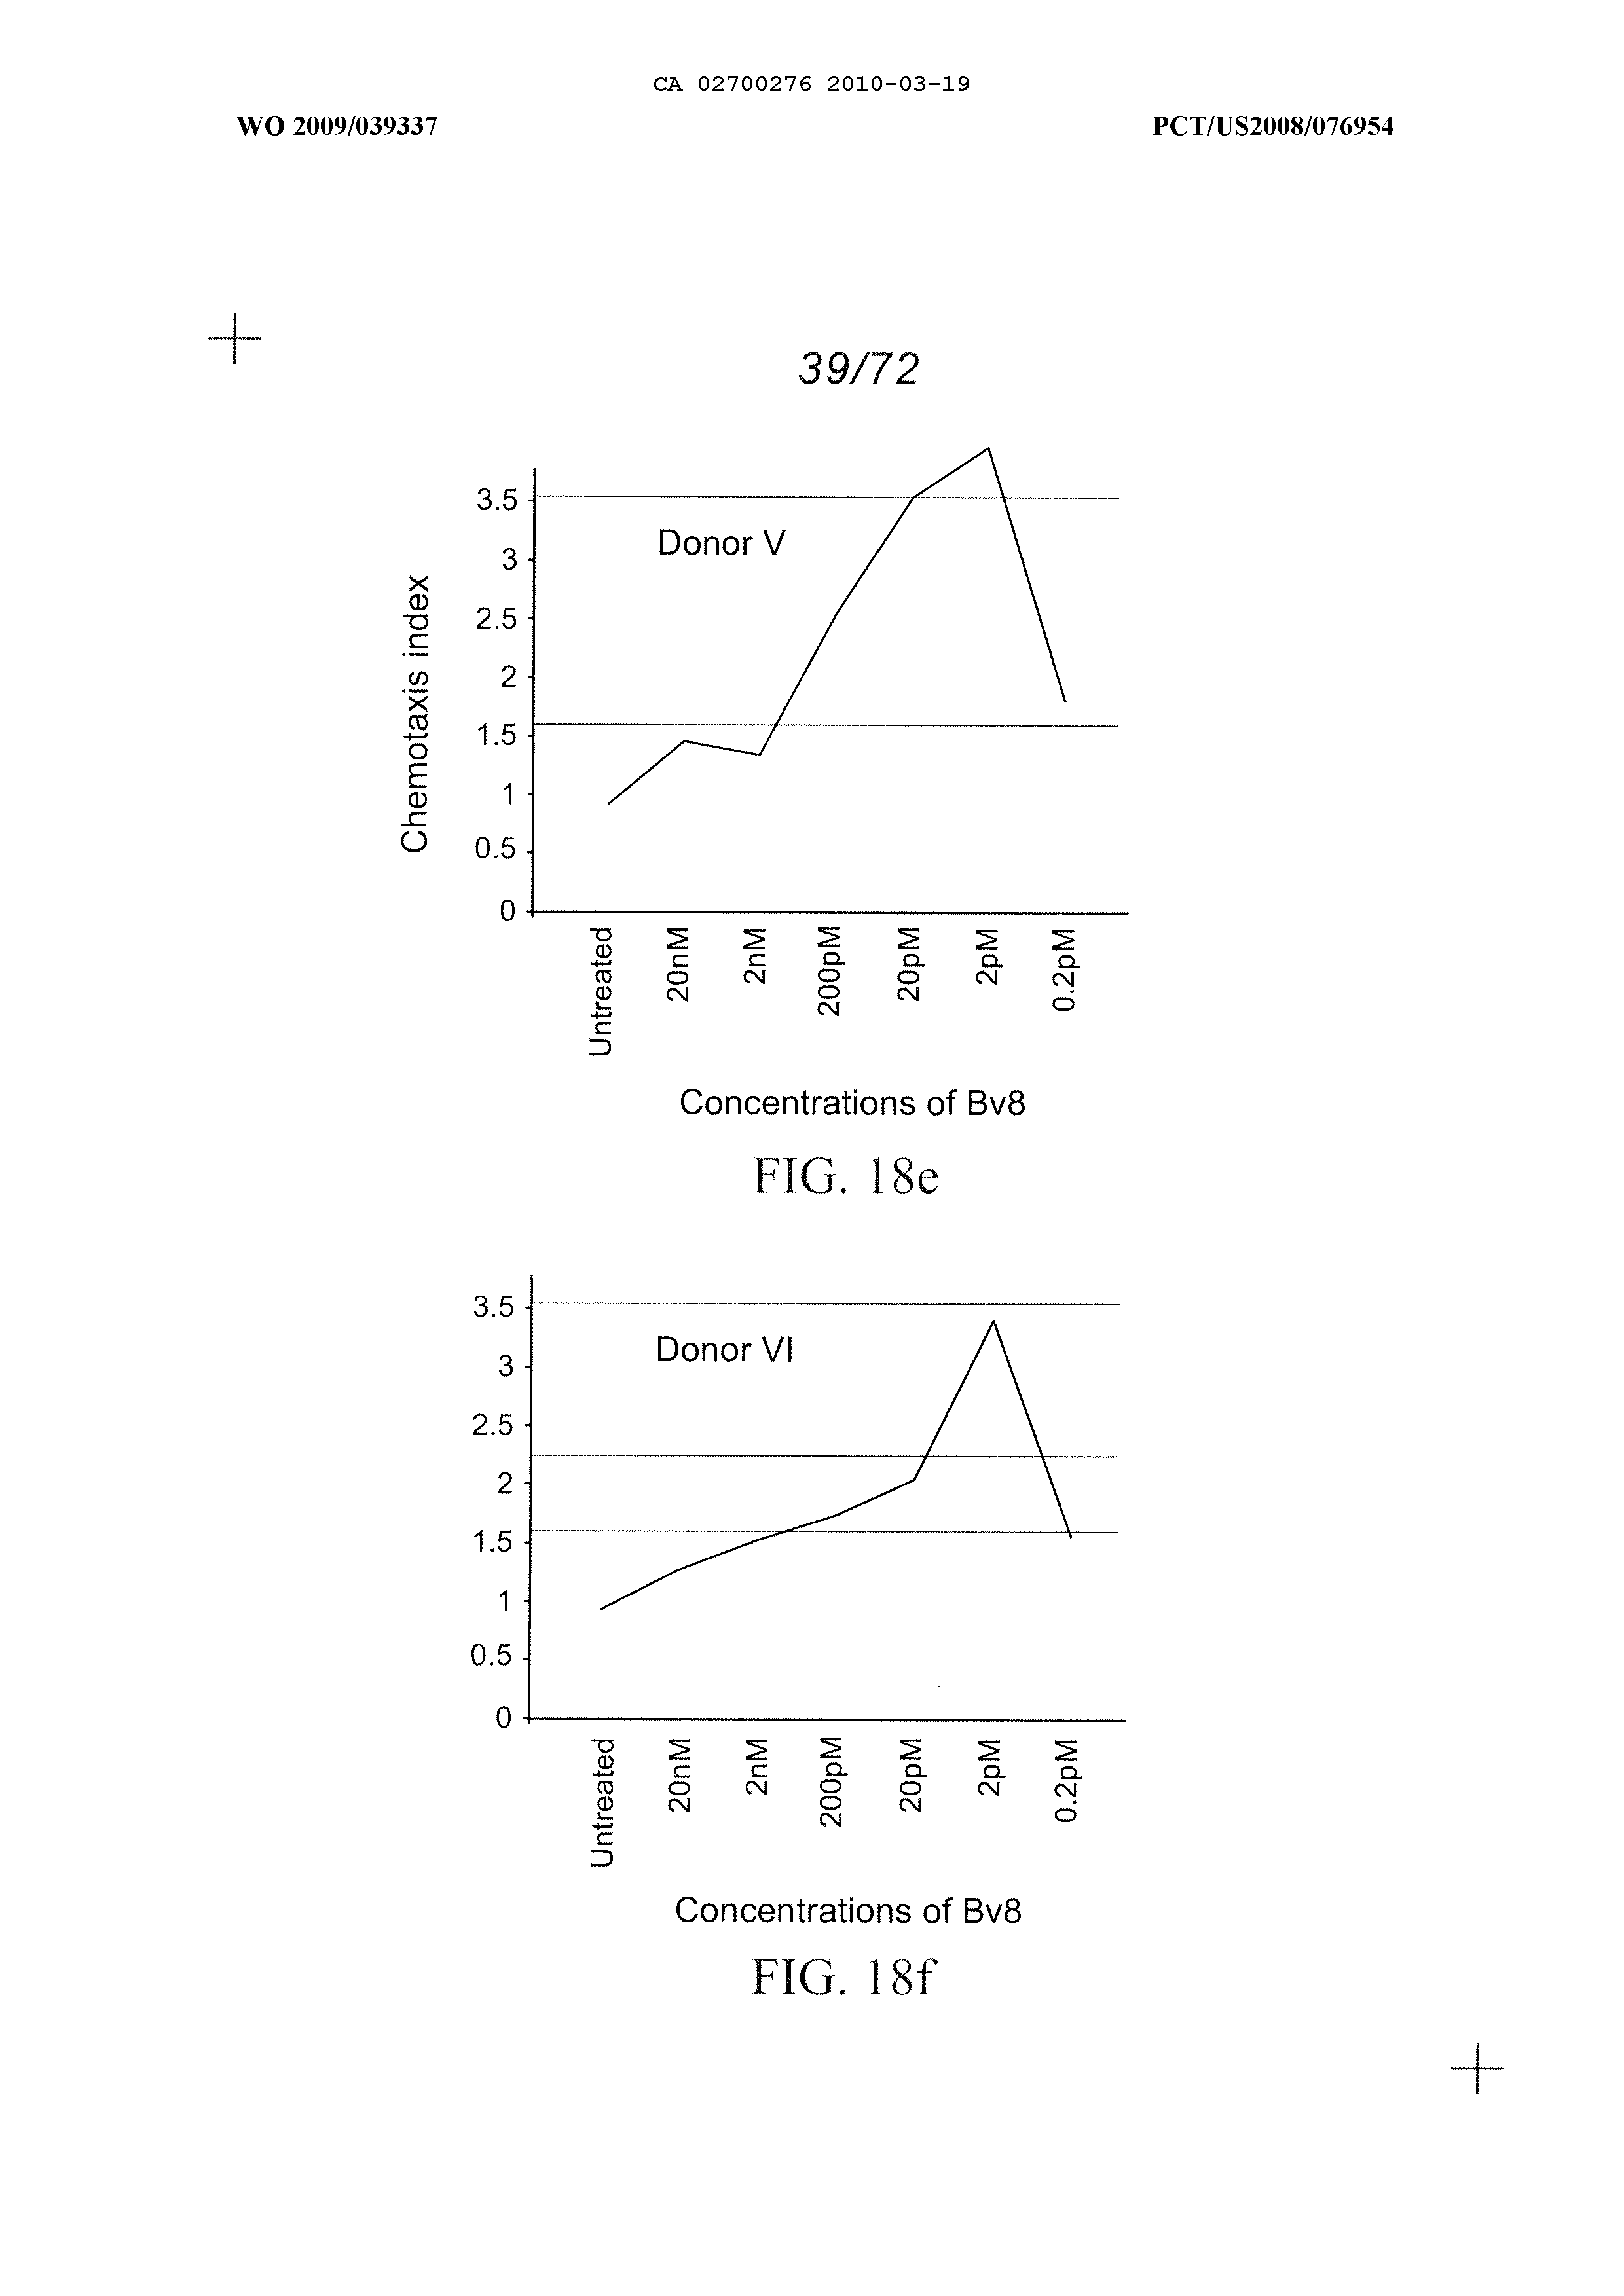 CA 02700276 2010-03-19
WO 2009/039337 PCT/US2008/076954
39/72
3.5
Donor V
3
2.5
2
1.5
1
0.5
0
Chemotaxis index
Untreated 20nM 2nM 200pM 20pM 2pM 0.2pM
Concentrations of Bv8
FIG. 18e
3.5
Donor VI
3
2.5
2
1.5
1
0.5
0
Untreated 20nM 2nM 200pM 20pM 2pM 0.2pM
Concentrations of Bv8
FIG. 18f